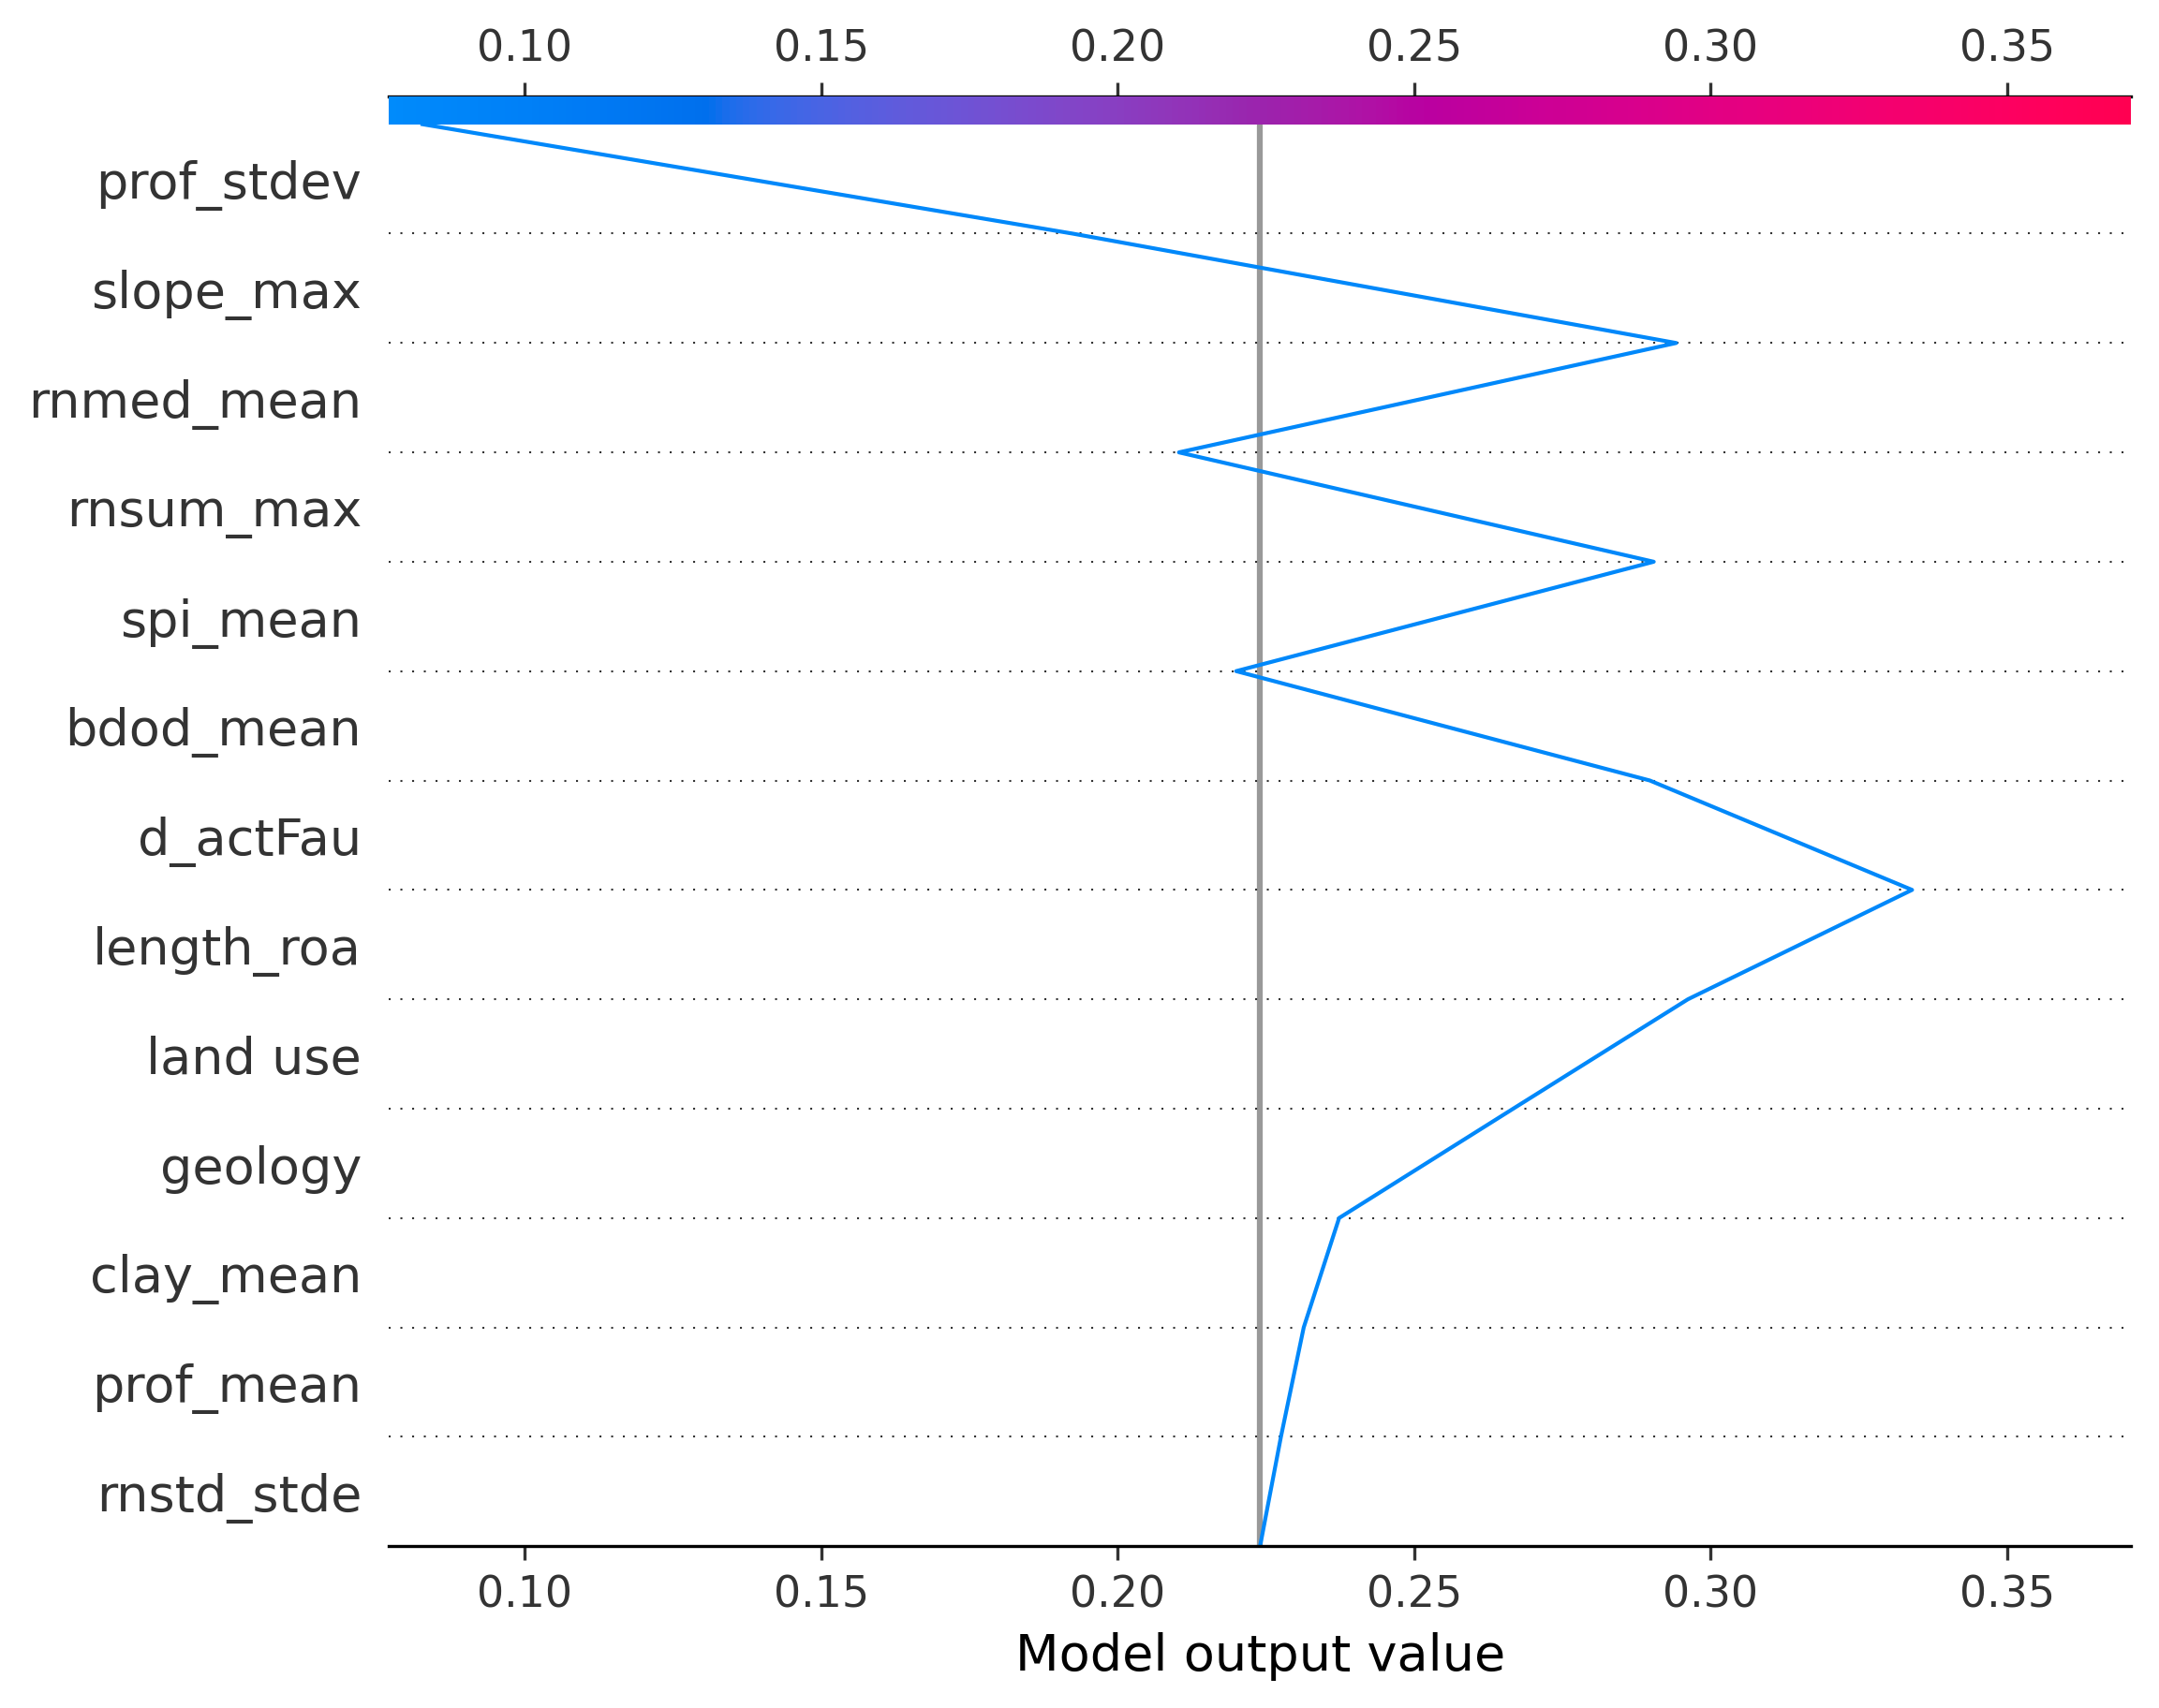 0.10 0.15 0.20 0.25 0.30 0.35
prof_stdev
slope_max
rnmed_mean
rnsum_max
spi_mean
bdod_mean
d_actFau
length_roa
land use
geology
clay_mean
prof_mean
rnstd_stde
0.10 0.15 0.20 0.25 0.30 0.35
Model output value